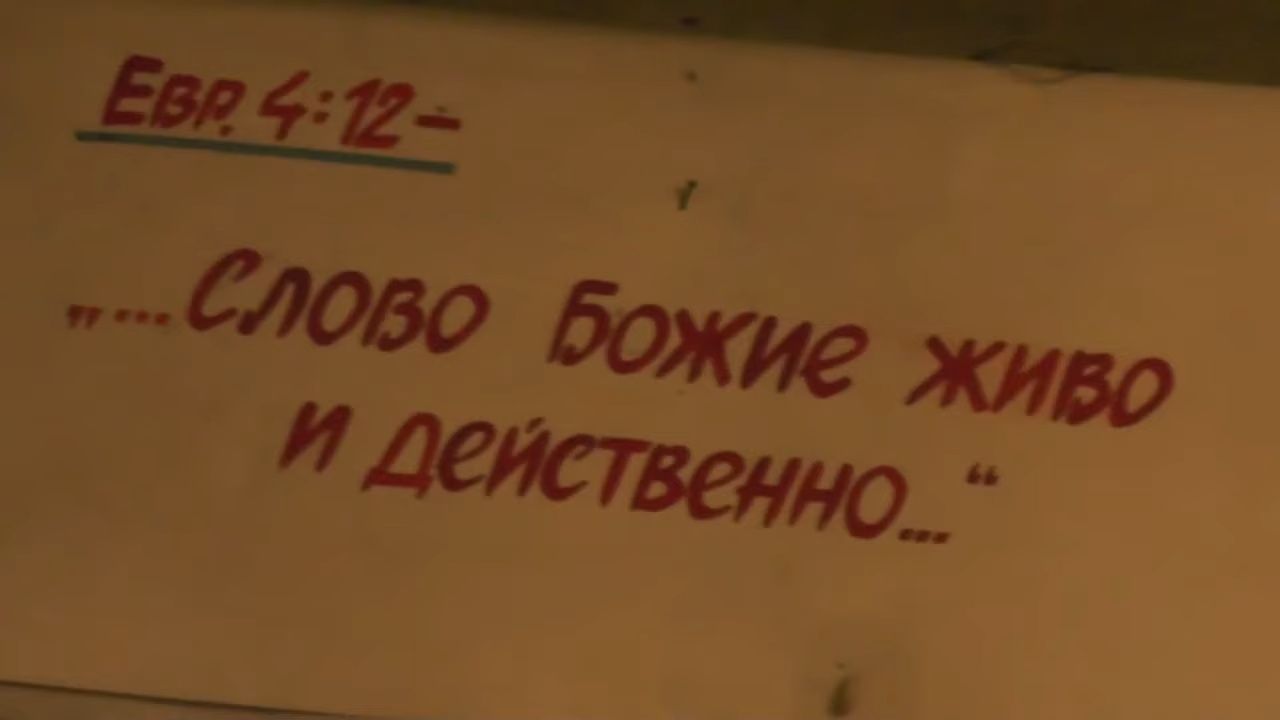 Евр. 4:12-
„...Слово Божие живо
и действенно...“